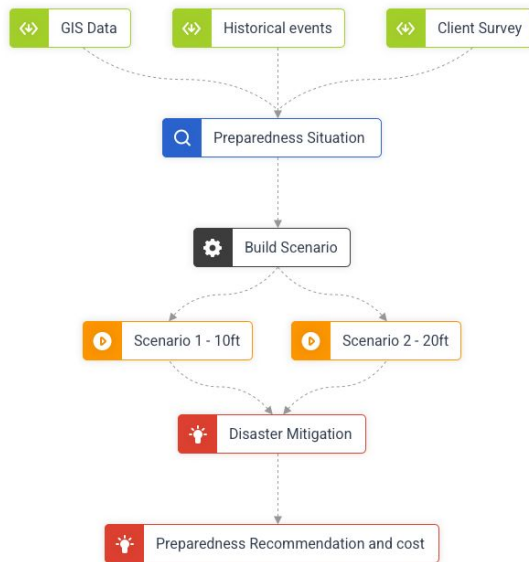 GIS Data
Historical events
Client Survey
Preparedness Situation
Build Scenario
Scenario 1 - 10ft
Scenario 2 - 20ft
Disaster Mitigation
Preparedness Recommendation and cost